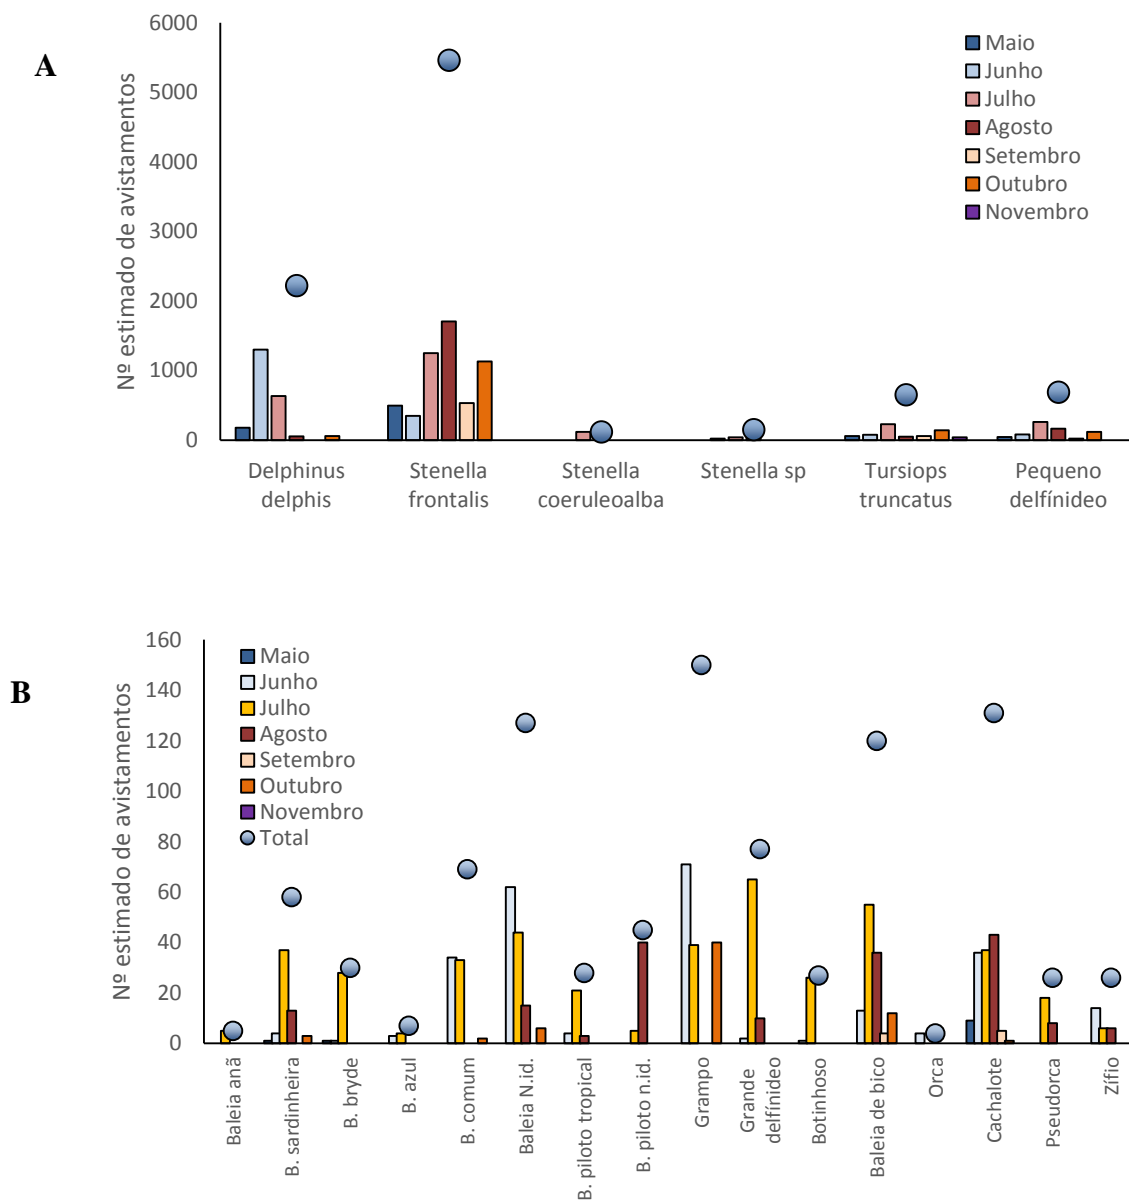 A
Nº estimado de avistamentos
6000
5000
4000
3000
2000
1000
0
Maio
Junho
Julho
Agosto
Setembro
Outubro
Novembro
Delphinus
delphis
Stenella
frontalis
Stenella
coeruleoalba
Stenella sp
Tursiops
truncatus
Pequeno
delfínideo
B
Nº estimado de avistamentos
160
140
120
100
80
60
40
20
0
Maio
Junho
Julho
Agosto
Setembro
Outubro
Novembro
Total
Baleia anã
B. sardinheira
B. bryde
B. azul
B. comum
Baleia N.id.
B. piloto tropical
B. piloto n.id.
Grampo
Grande
delfínideo
Botinhoso
Baleia de bico
Orca
Cachalote
Pseudorca
Zífio